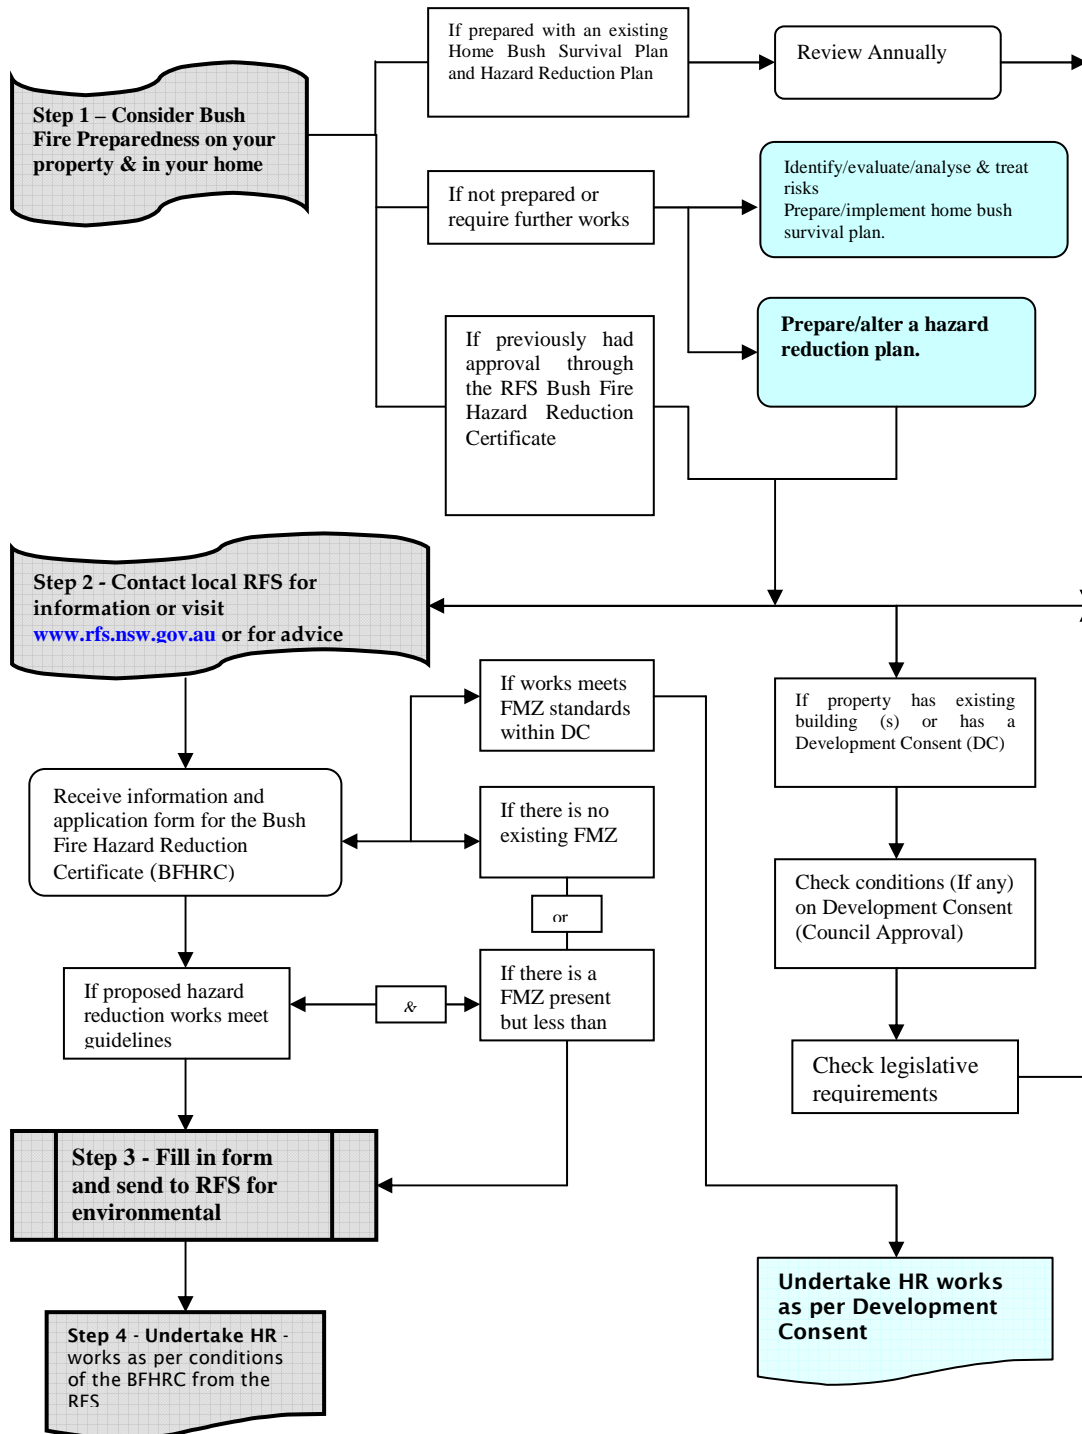 If prepared with an existing
Home Bush Survival Plan
and Hazard Reduction Plan
Review Annually
Step 1 – Consider Bush
Fire Preparedness on your
property & in your home
If not prepared or
require further works
Identify/evaluate/analyse & treat
risks
Prepare/implement home bush
survival plan.
Prepare/alter a hazard
reduction plan.
If previously had
approval through
the RFS Bush Fire
Hazard Reduction
Certificate
Step 2 - Contact local RFS for
information or visit
www.rfs.nsw.gov.au or for advice
If works meets
FMZ standards
within DC
If property has existing
building (s) or has a
Development Consent (DC)
Receive information and
application form for the Bush
Fire Hazard Reduction
Certificate (BFHRC)
If there is no
existing FMZ
or
Check conditions (If any)
on Development Consent
(Council Approval)
If proposed hazard
reduction works meet
guidelines
&
If there is a
FMZ present
but less than
Check legislative
requirements
Step 3 - Fill in form
and send to RFS for
environmental
Undertake HR works
as per Development
Consent
Step 4 - Undertake HR -
works as per conditions
of the BFHRC from the
RFS